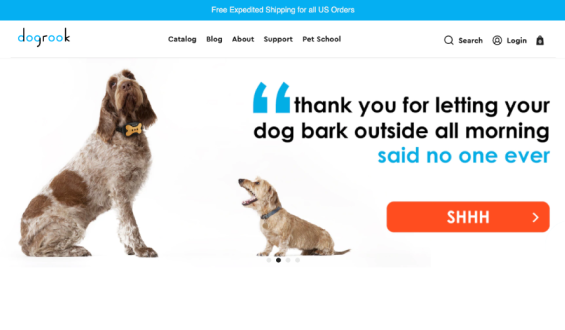 Free Expedited Shipping for all US Orders
dogrook
Catalog Blog About Support Pet School
Search Login 0
“thank you for letting your
dog bark outside all morning
said no one ever
SHHH